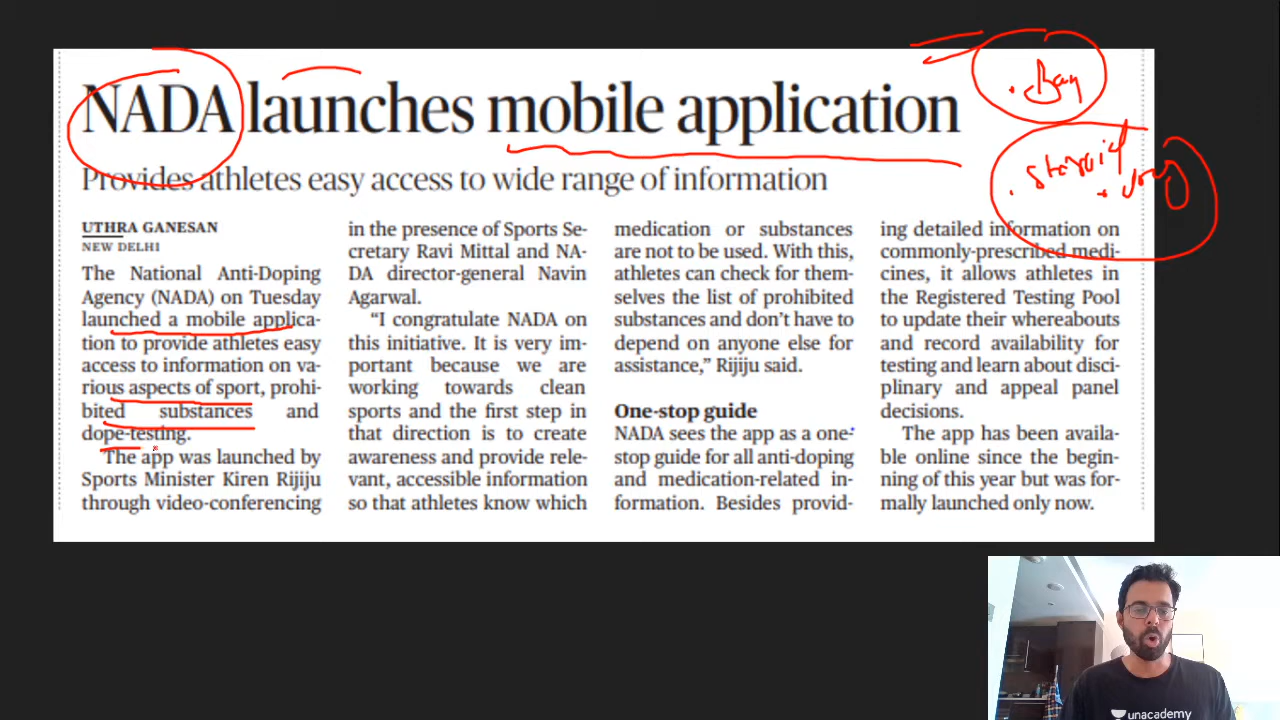 NADA launches mobile application
Provides athletes easy access to wide range of information
UTHRA GANESAN
NEW DELHI
The National Anti-Doping
Agency (NADA) on Tuesday
launched a mobile applica-
tion to provide athletes easy
access to information on va-
rious aspects of sport, prohi-
bited substances and
dope-testing.
The app was launched by
Sports Minister Kiren Rijiju
through video-conferencing
in the presence of Sports Se-
cretary Ravi Mittal and NA-
DA director-general Navin
Agarwal.
“I congratulate NADA on
this initiative. It is very im-
portant because we are
working towards clean
sports and the first step in
that direction is to create
awareness and provide rele-
vant, accessible information
so that athletes know which
medication or substances
are not to be used. With this,
athletes can check for them-
selves the list of prohibited
substances and don’t have to
depend on anyone else for
assistance,” Rijiju said.
One-stop guide
NADA sees the app as a one-
stop guide for all anti-doping
and medication-related in-
formation. Besides provid-
ing detailed information on
commonly-prescribed medi-
cines, it allows athletes in
the Registered Testing Pool
to update their whereabouts
and record availability for
testing and learn about disci-
plinary and appeal panel
decisions.
The app has been availa-
ble online since the begin-
ning of this year but was for-
mally launched only now.
unacademy